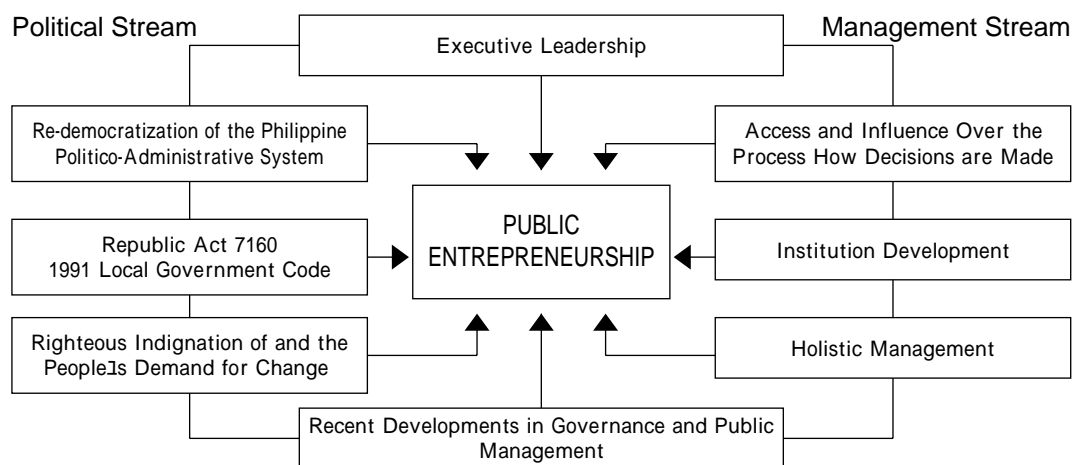 Political Stream
Management Stream
Executive Leadership
Re-democratization of the Philippine
Politico-Administrative System
Access and Influence Over the
Process How Decisions are Made
PUBLIC
ENTREPRENEURSHIP
Republic Act 7160
1991 Local Government Code
Institution Development
Righteous Indignation of and the
Peopleլs Demand for Change
Holistic Management
Recent Developments in Governance and Public
Management